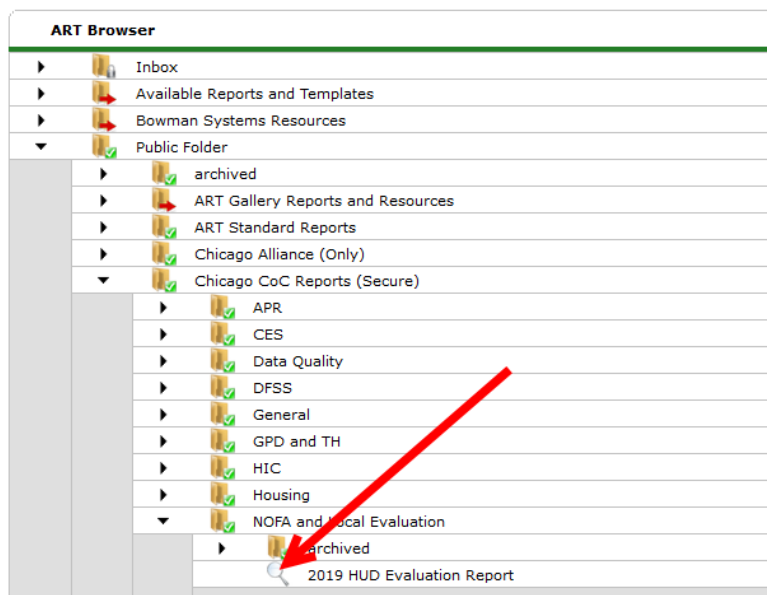 ART Browser
Inbox
Available Reports and Templates
Bowman Systems Resources
Public Folder
archived
ART Gallery Reports and Resources
ART Standard Reports
Chicago Alliance (Only)
Chicago CoC Reports (Secure)
APR
CES
Data Quality
DFSS
General
GPD and TH
HIC
Housing
NOFA and Local Evaluation
archived
2019 HUD Evaluation Report